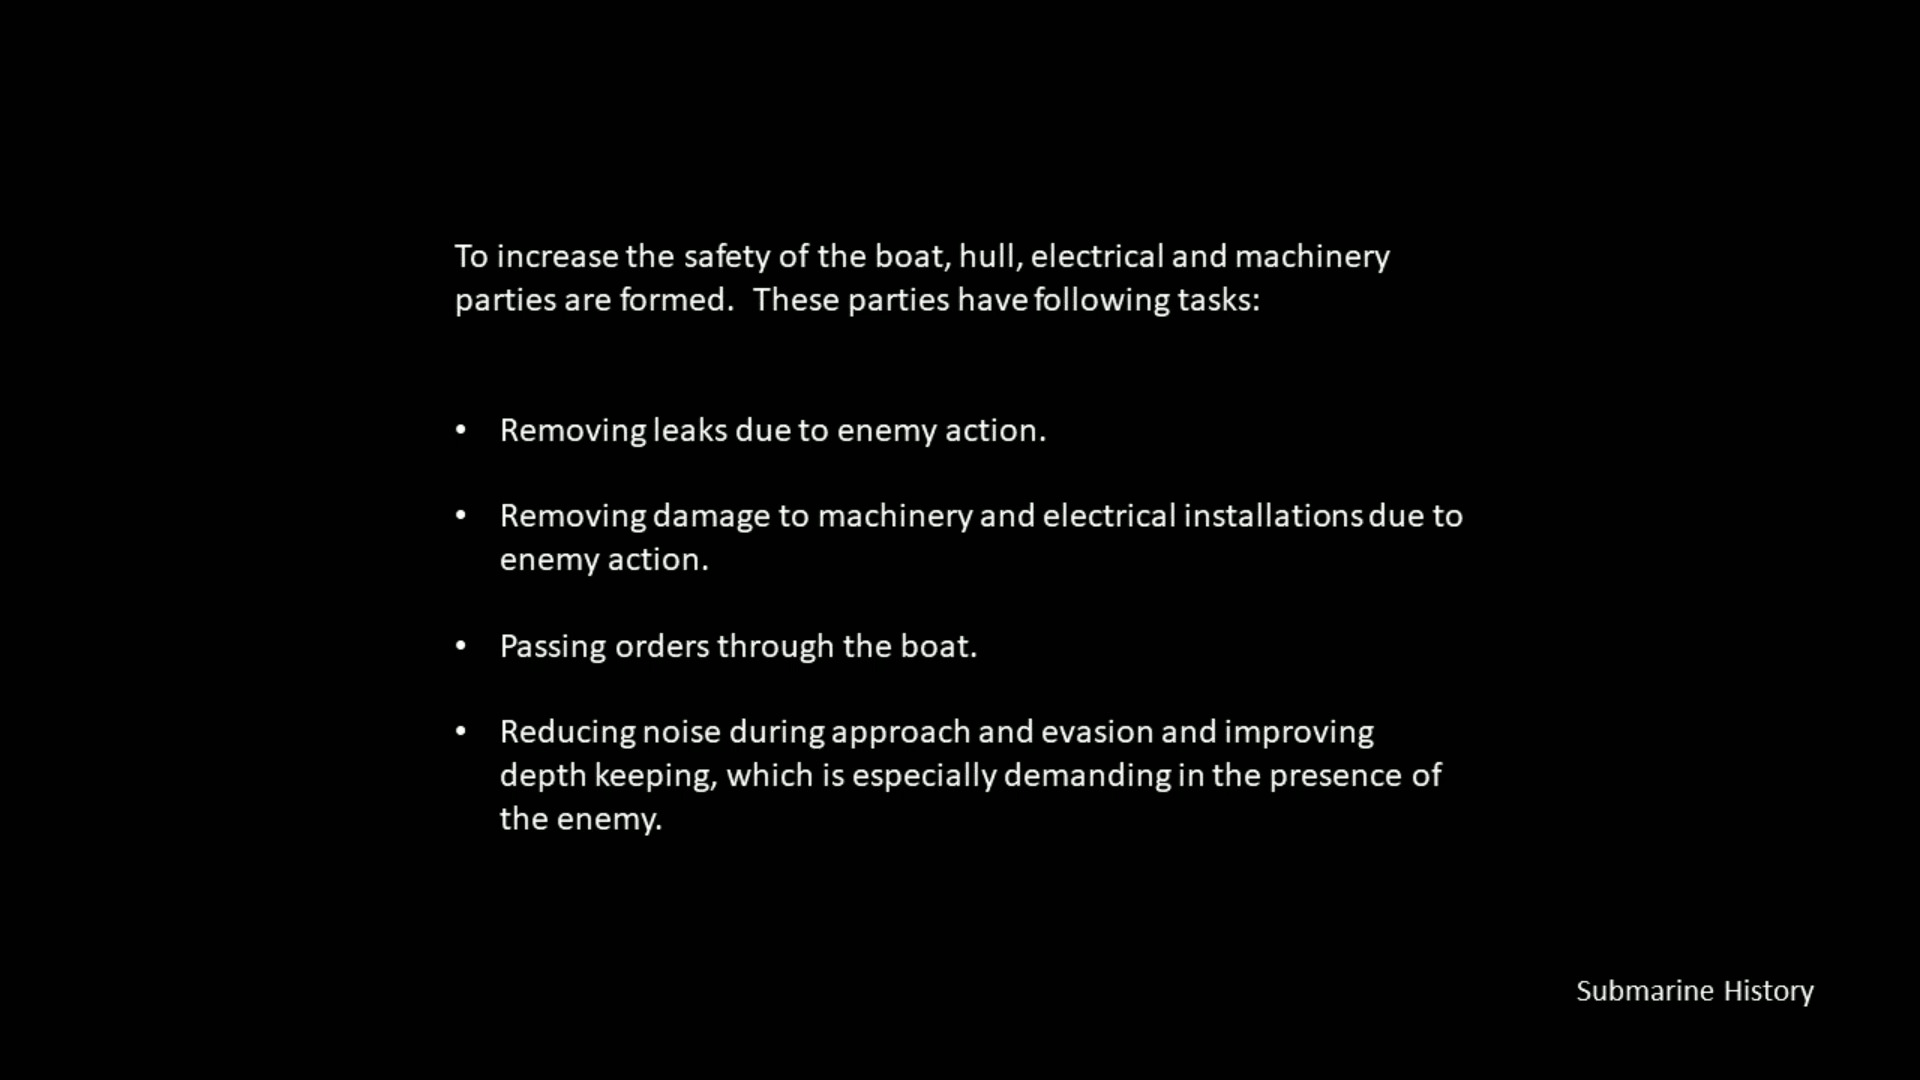 To increase the safety of the boat, hull, electrical and machinery
parties are formed. These parties have following tasks:
• Removing leaks due to enemy action.
• Removing damage to machinery and electrical installations due to
enemy action.
• Passing orders through the boat.
• Reducing noise during approach and evasion and improving
depth keeping, which is especially demanding in the presence of
the enemy.
Submarine History